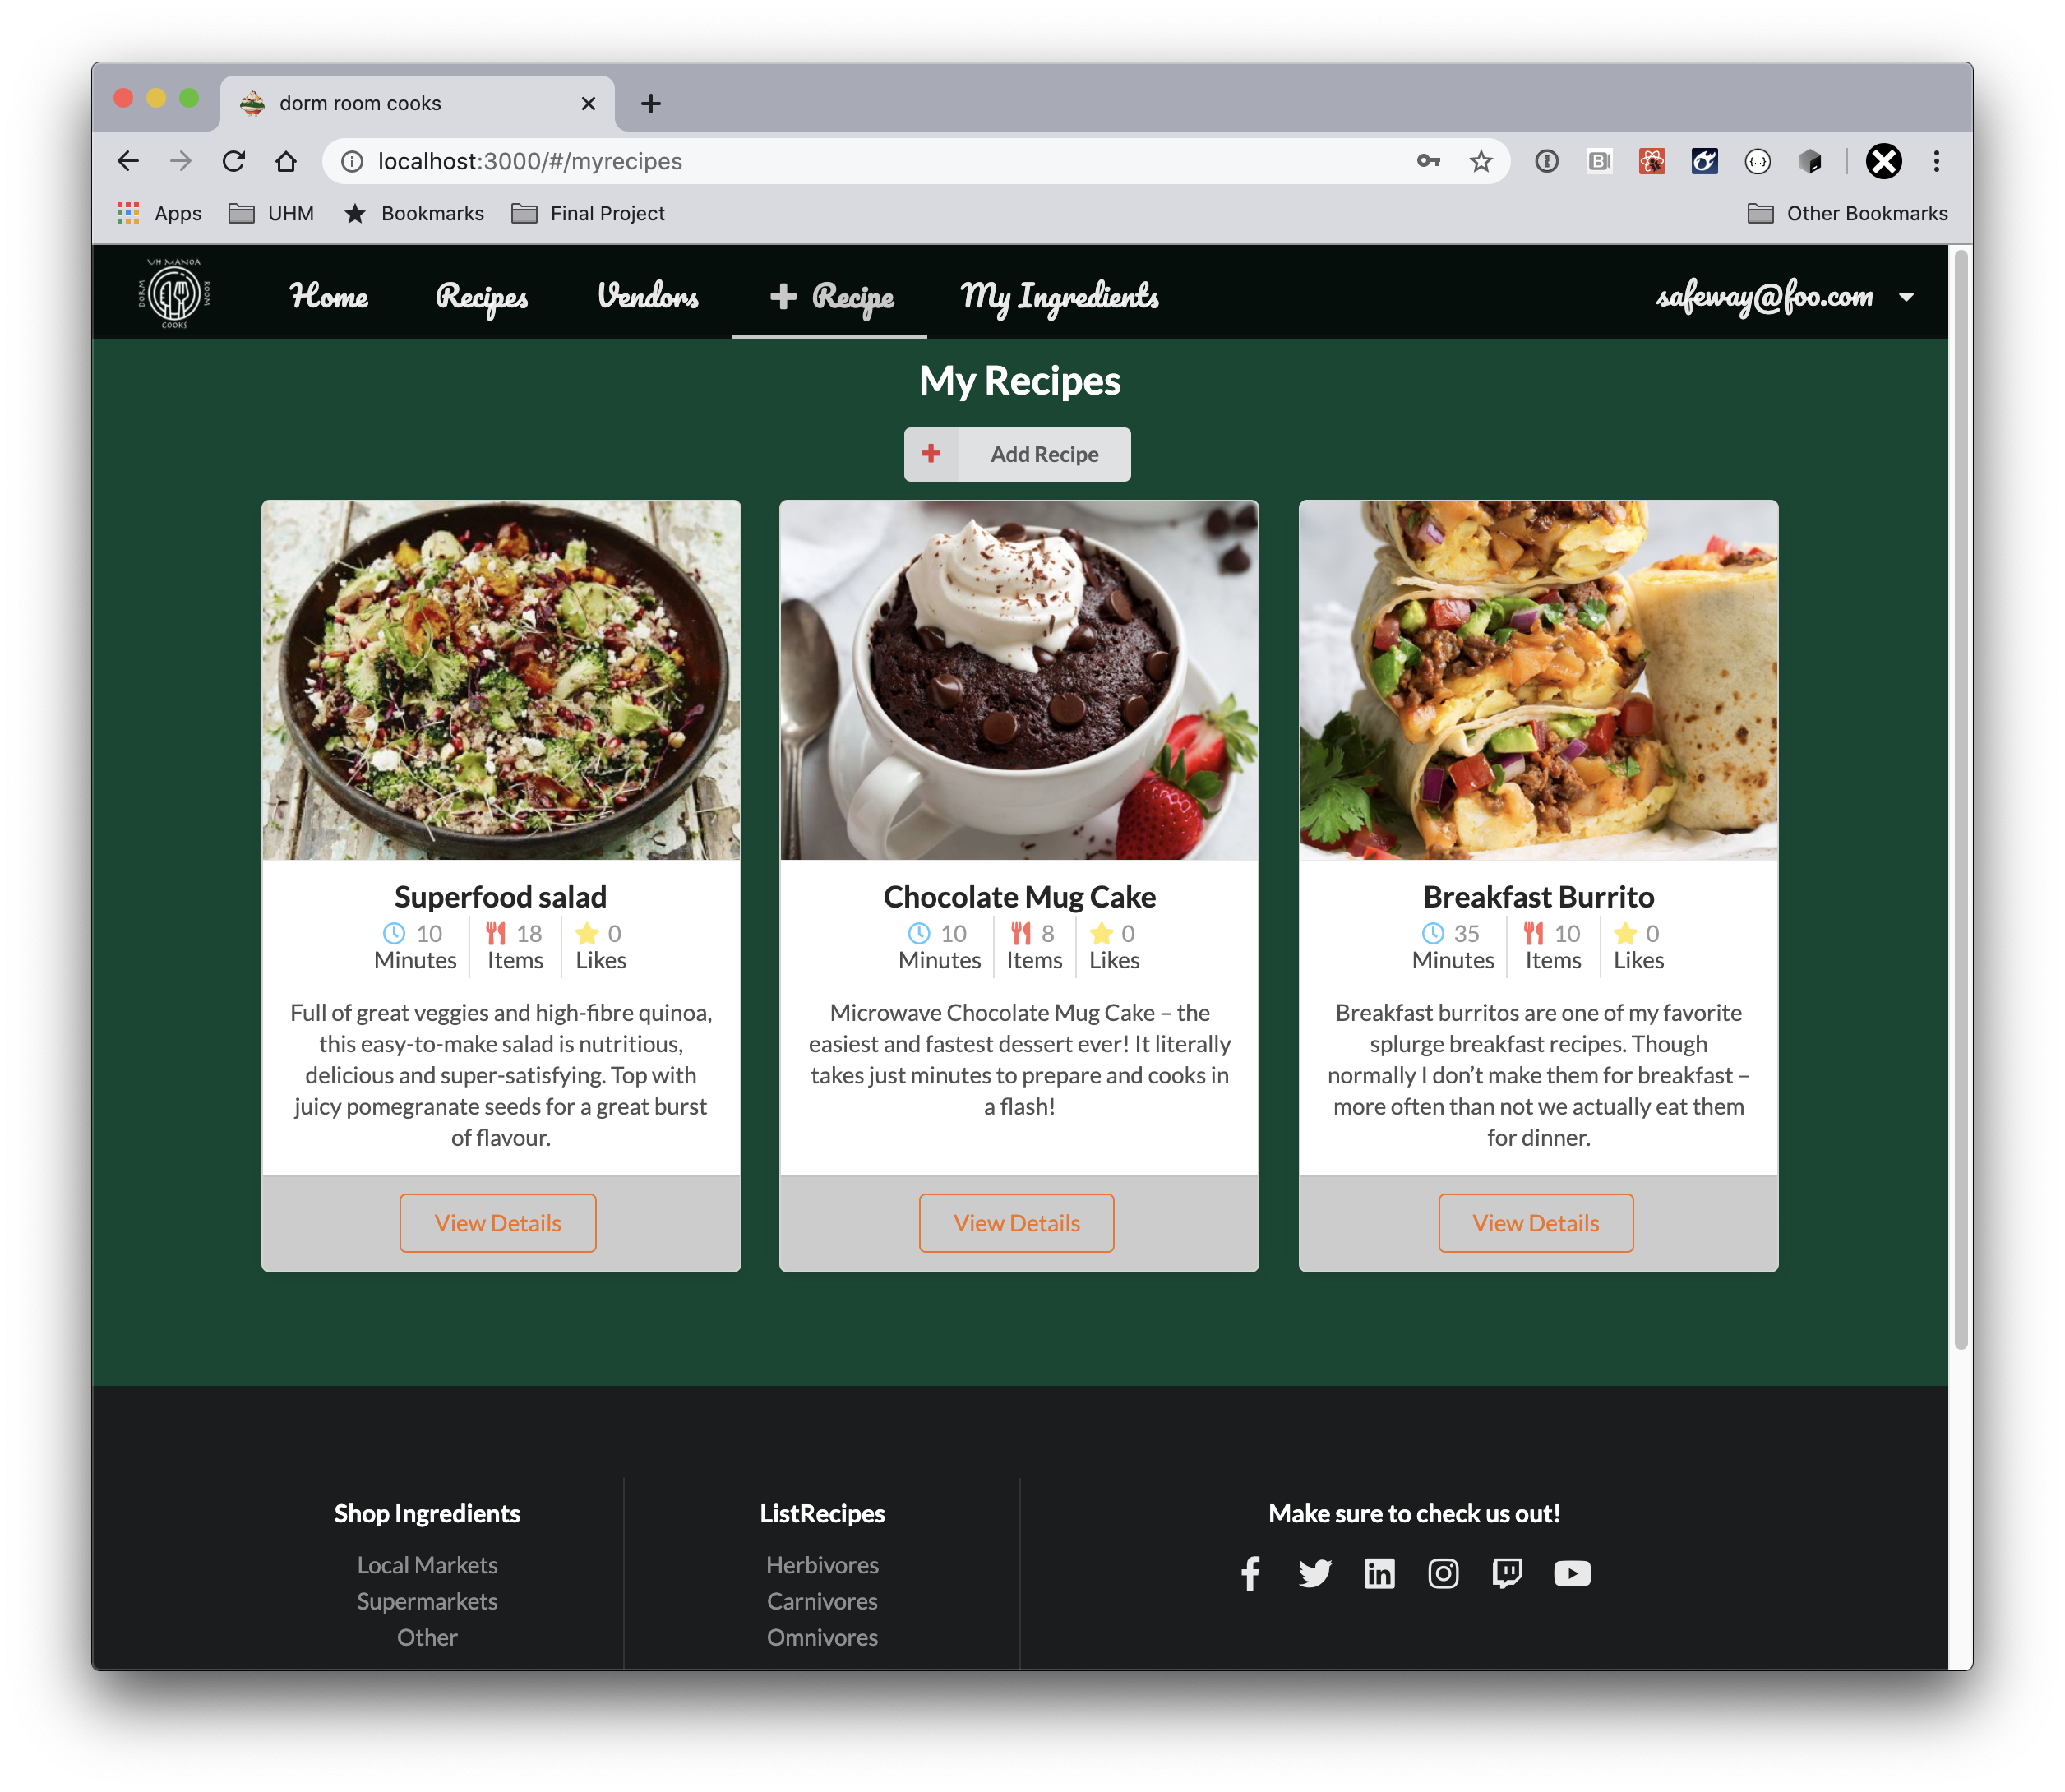 dorm room cooks
localhost:3000/#/myrecipes
Apps
UHM
Bookmarks
Final Project
Other Bookmarks
UH MANOA
DORM
ROOM
COOKS
Home
Recipes
Vendors
Recipe
My Ingredients
safeway@foo.com
My Recipes
Add Recipe
Superfood salad
10
Minutes
18
Items
0
Likes
Full of great veggies and high-fibre quinoa,
this easy-to-make salad is nutritious,
delicious and super-satisfying. Top with
juicy pomegranate seeds for a great burst
of flavour.
View Details
Chocolate Mug Cake
10
Minutes
8
Items
0
Likes
Microwave Chocolate Mug Cake – the
easiest and fastest dessert ever! It literally
takes just minutes to prepare and cooks in
a flash!
View Details
Breakfast Burrito
35
Minutes
10
Items
0
Likes
Breakfast burritos are one of my favorite
splurge breakfast recipes. Though
normally I don’t make them for breakfast –
more often than not we actually eat them
for dinner.
View Details
Shop Ingredients
Local Markets
Supermarkets
Other
ListRecipes
Herbivores
Carnivores
Omnivores
Make sure to check us out!